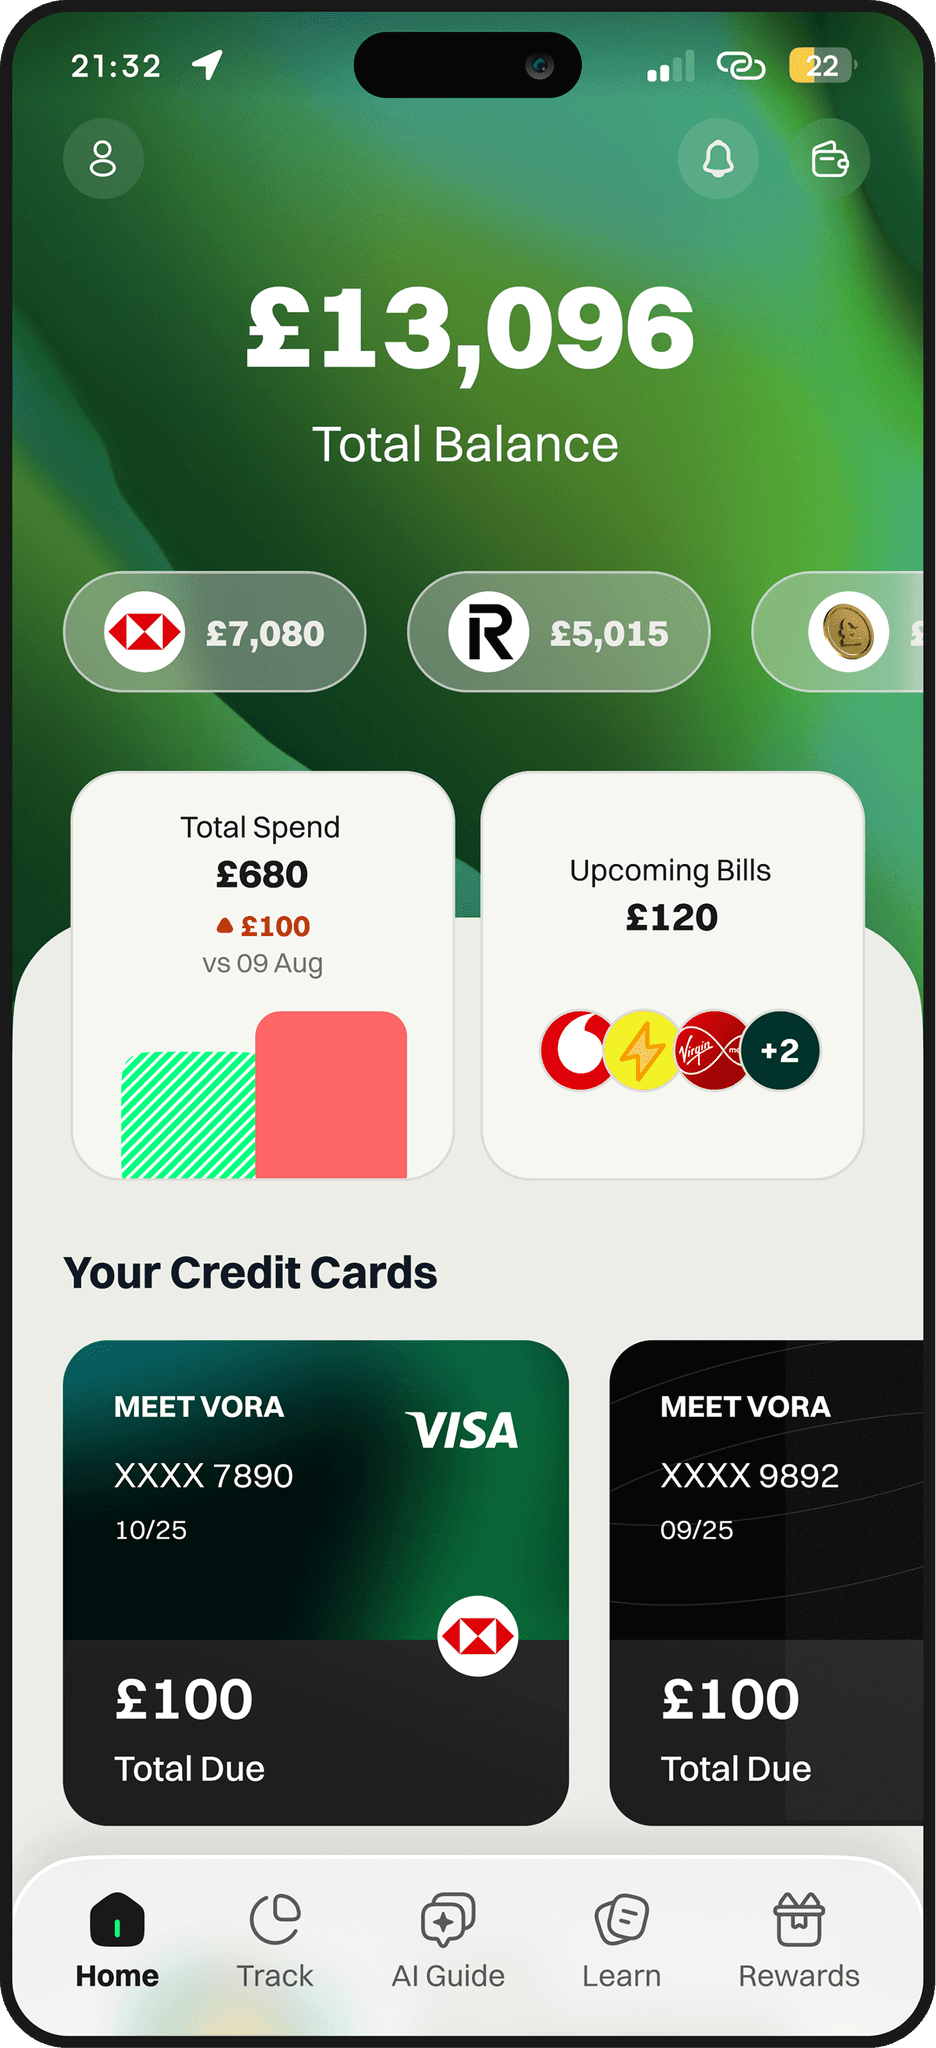 21:32
22
£13,096
Total Balance
£7,080
R
£5,015
£
Total Spend
£680
£100
vs 09 Aug
Upcoming Bills
£120
Virgin
+2
Your Credit Cards
MEET VORA
VISA
XXXX 7890
10/25
£100
Total Due
MEET VORA
XXXX 9892
09/25
£100
Total Due
Home
Track
AI Guide
Learn
Rewards